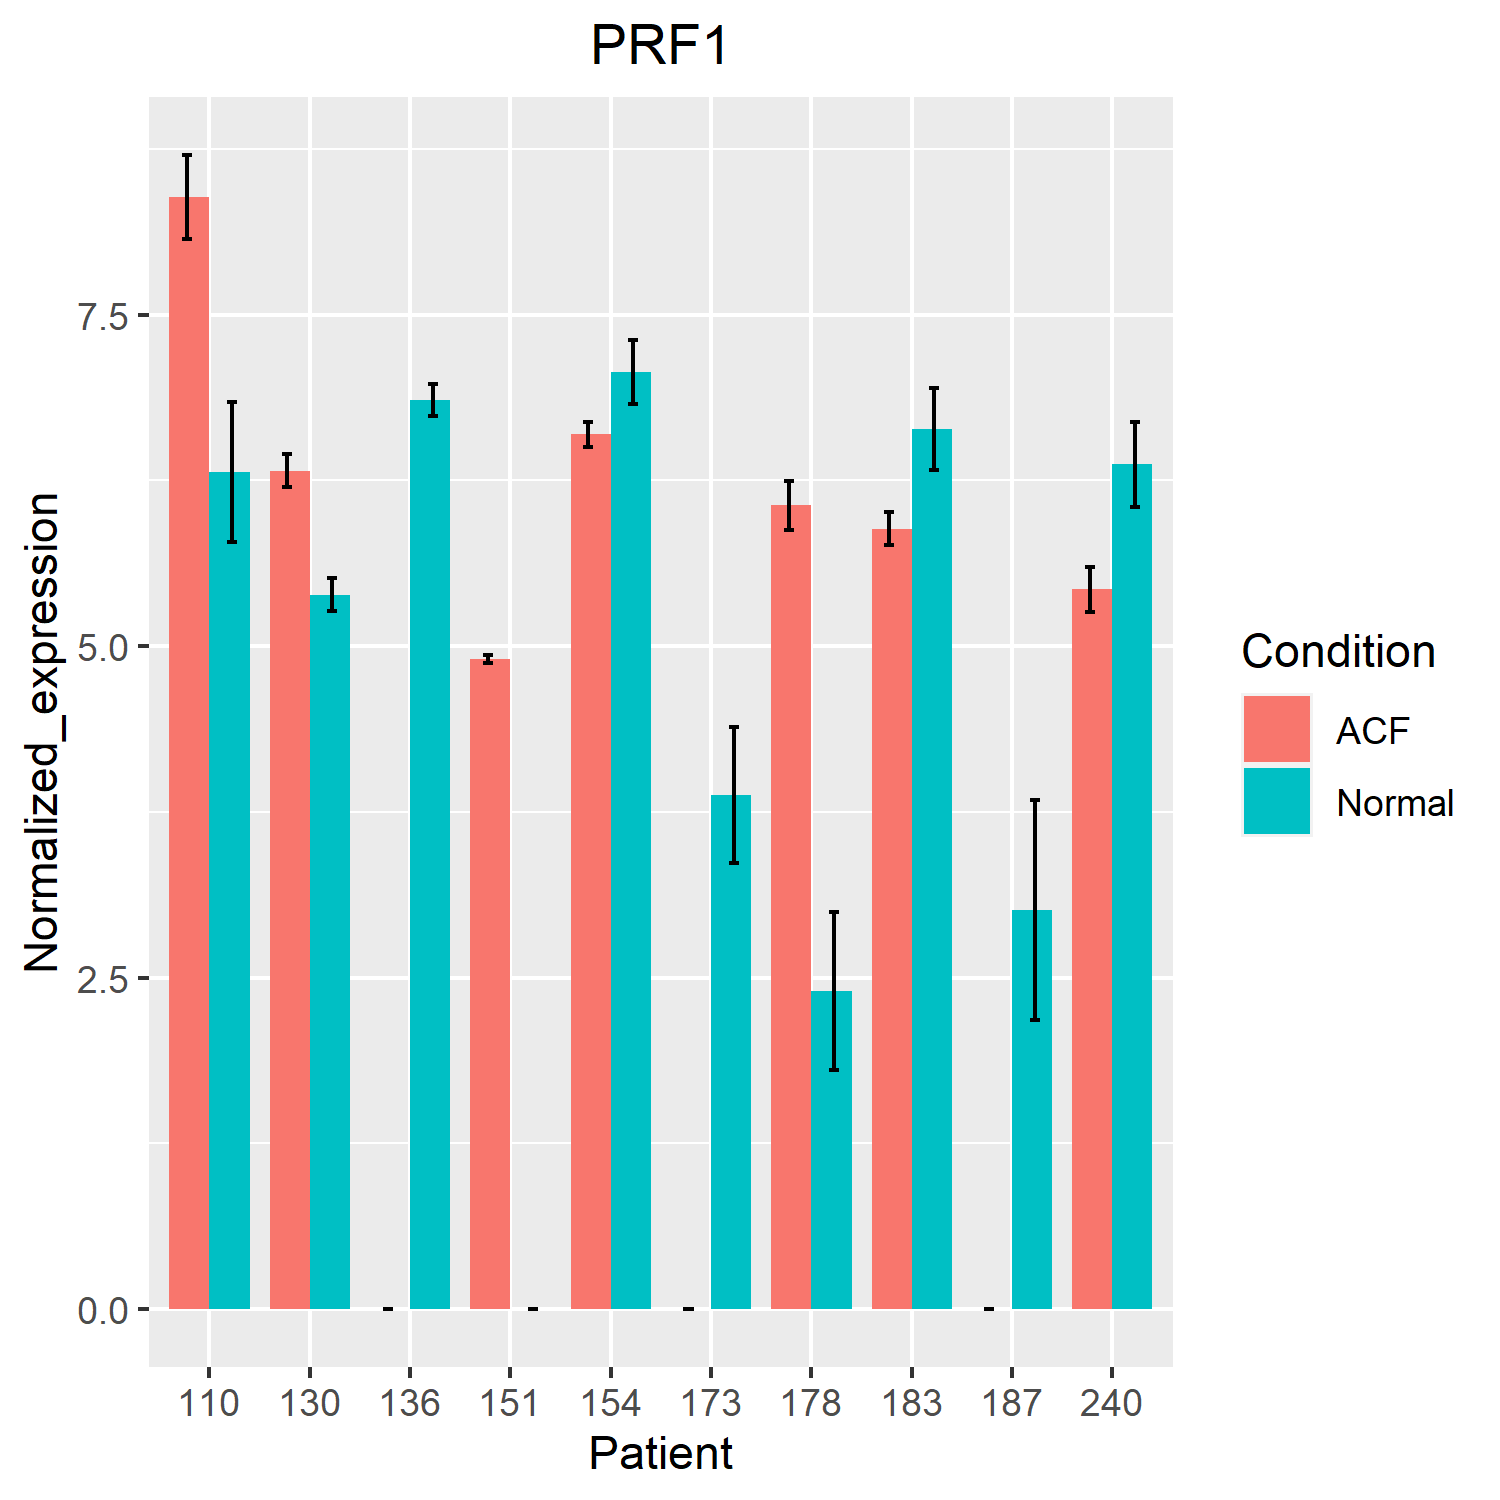 PRF1
Normalized_expression
7.5
5.0
2.5
0.0
110 130 136 151 154 173 178 183 187 240
Patient
Condition
ACF
Normal